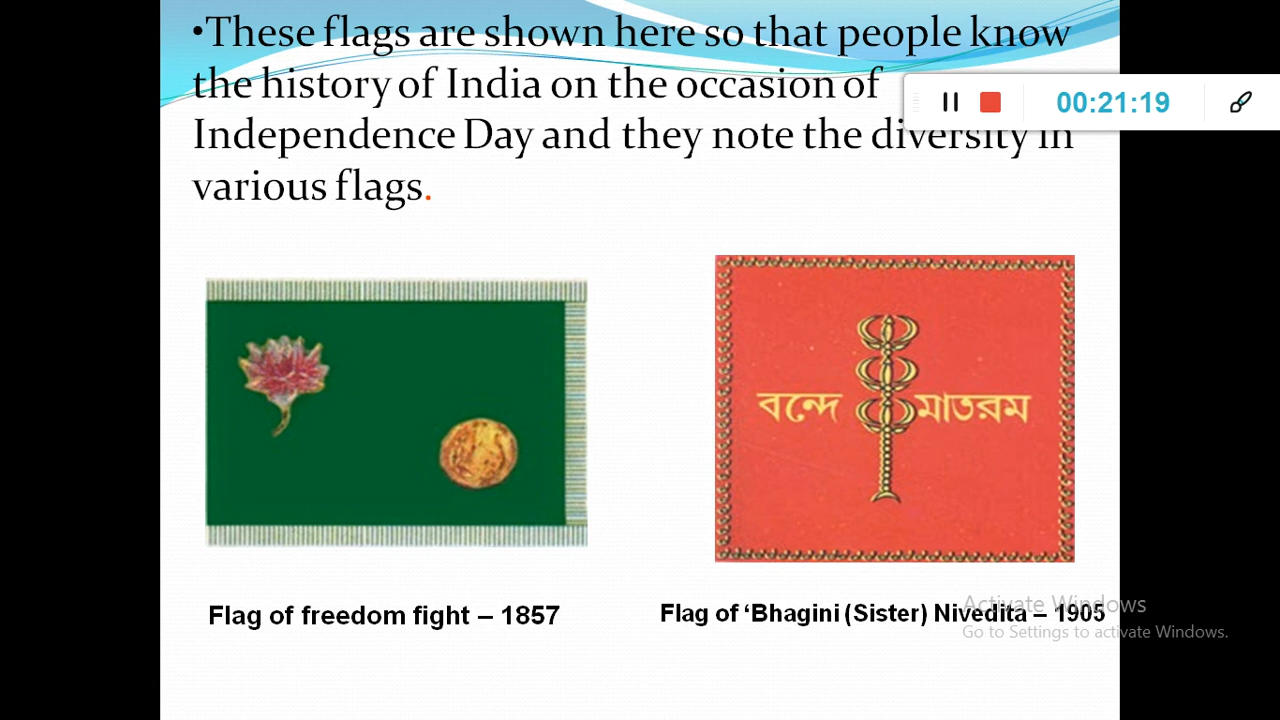 •These flags are shown here so that people know
the history of India on the occasion of
Independence Day and they note the diversity in
various flags.
00:21:19
বন্দে মাতরম
Flag of freedom fight – 1857
Flag of ‘Bhagini (Sister) Nivedita – 1905
Activate Windows
Go to Settings to activate Windows.